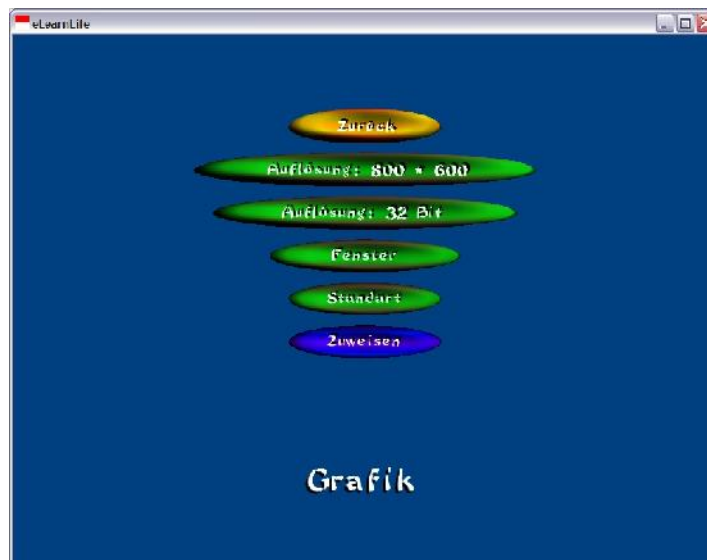 eLearnLife
Zurück
Auflösung: 800 * 600
Auflösung: 32 Bit
Fenster
Standart
Zuweisen
Grafik